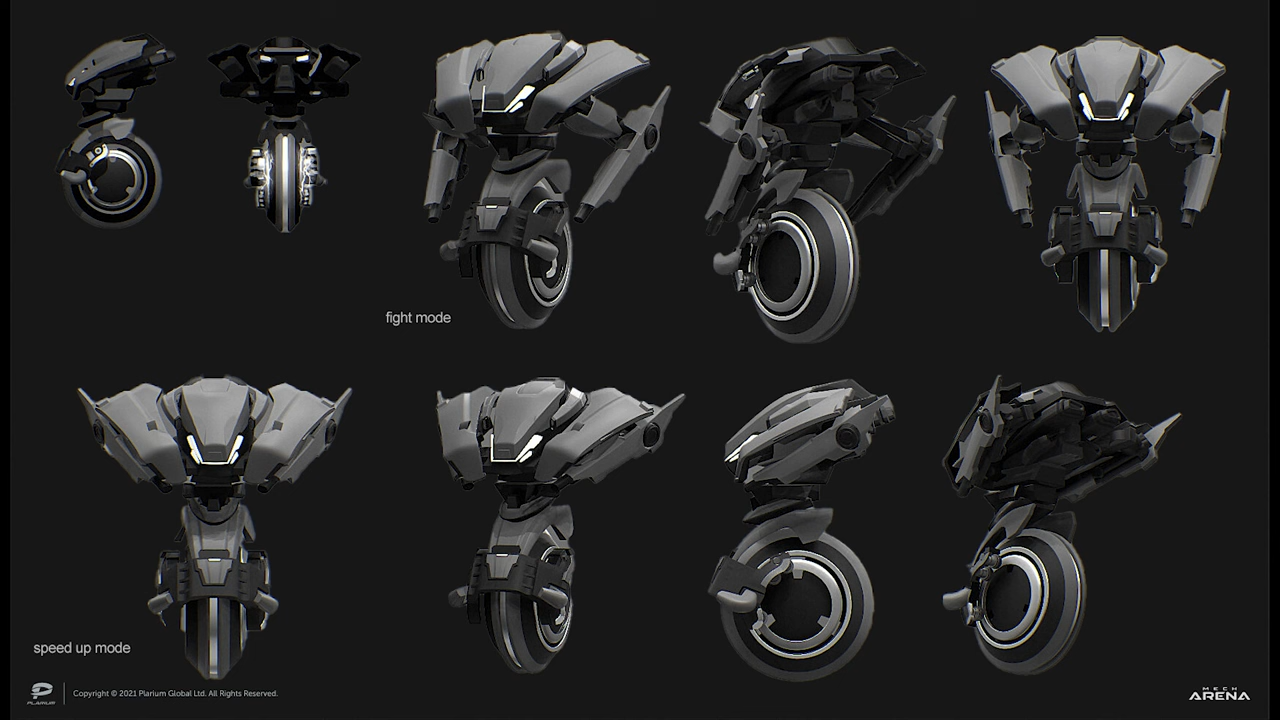 fight mode
speed up mode
PLARIUM
Copyright © 2021 Plarium Global Ltd. All Rights Reserved.
MECH
ARENA